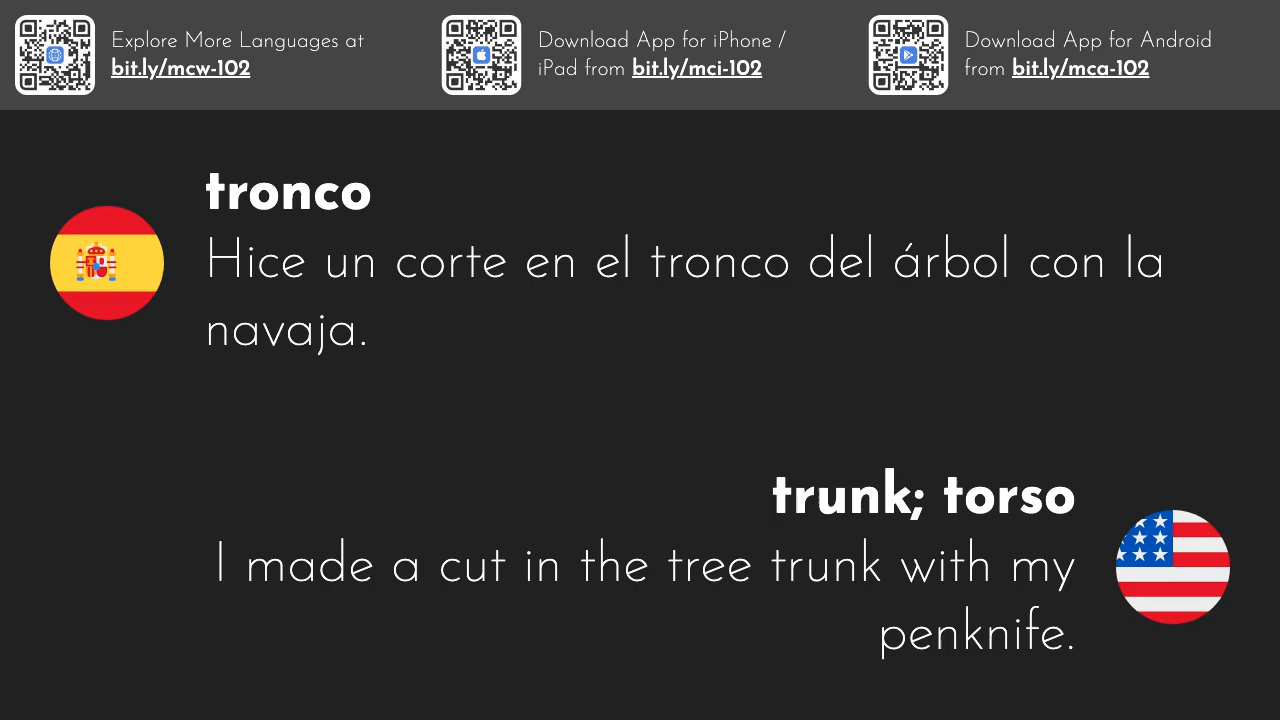 Explore More Languages at
bit.ly/mcw-102
Download App for iPhone /
iPad from bit.ly/mci-102
Download App for Android
from bit.ly/mca-102
tronco
Hice un corte en el tronco del árbol con la
navaja.
trunk; torso
I made a cut in the tree trunk with my
penknife.